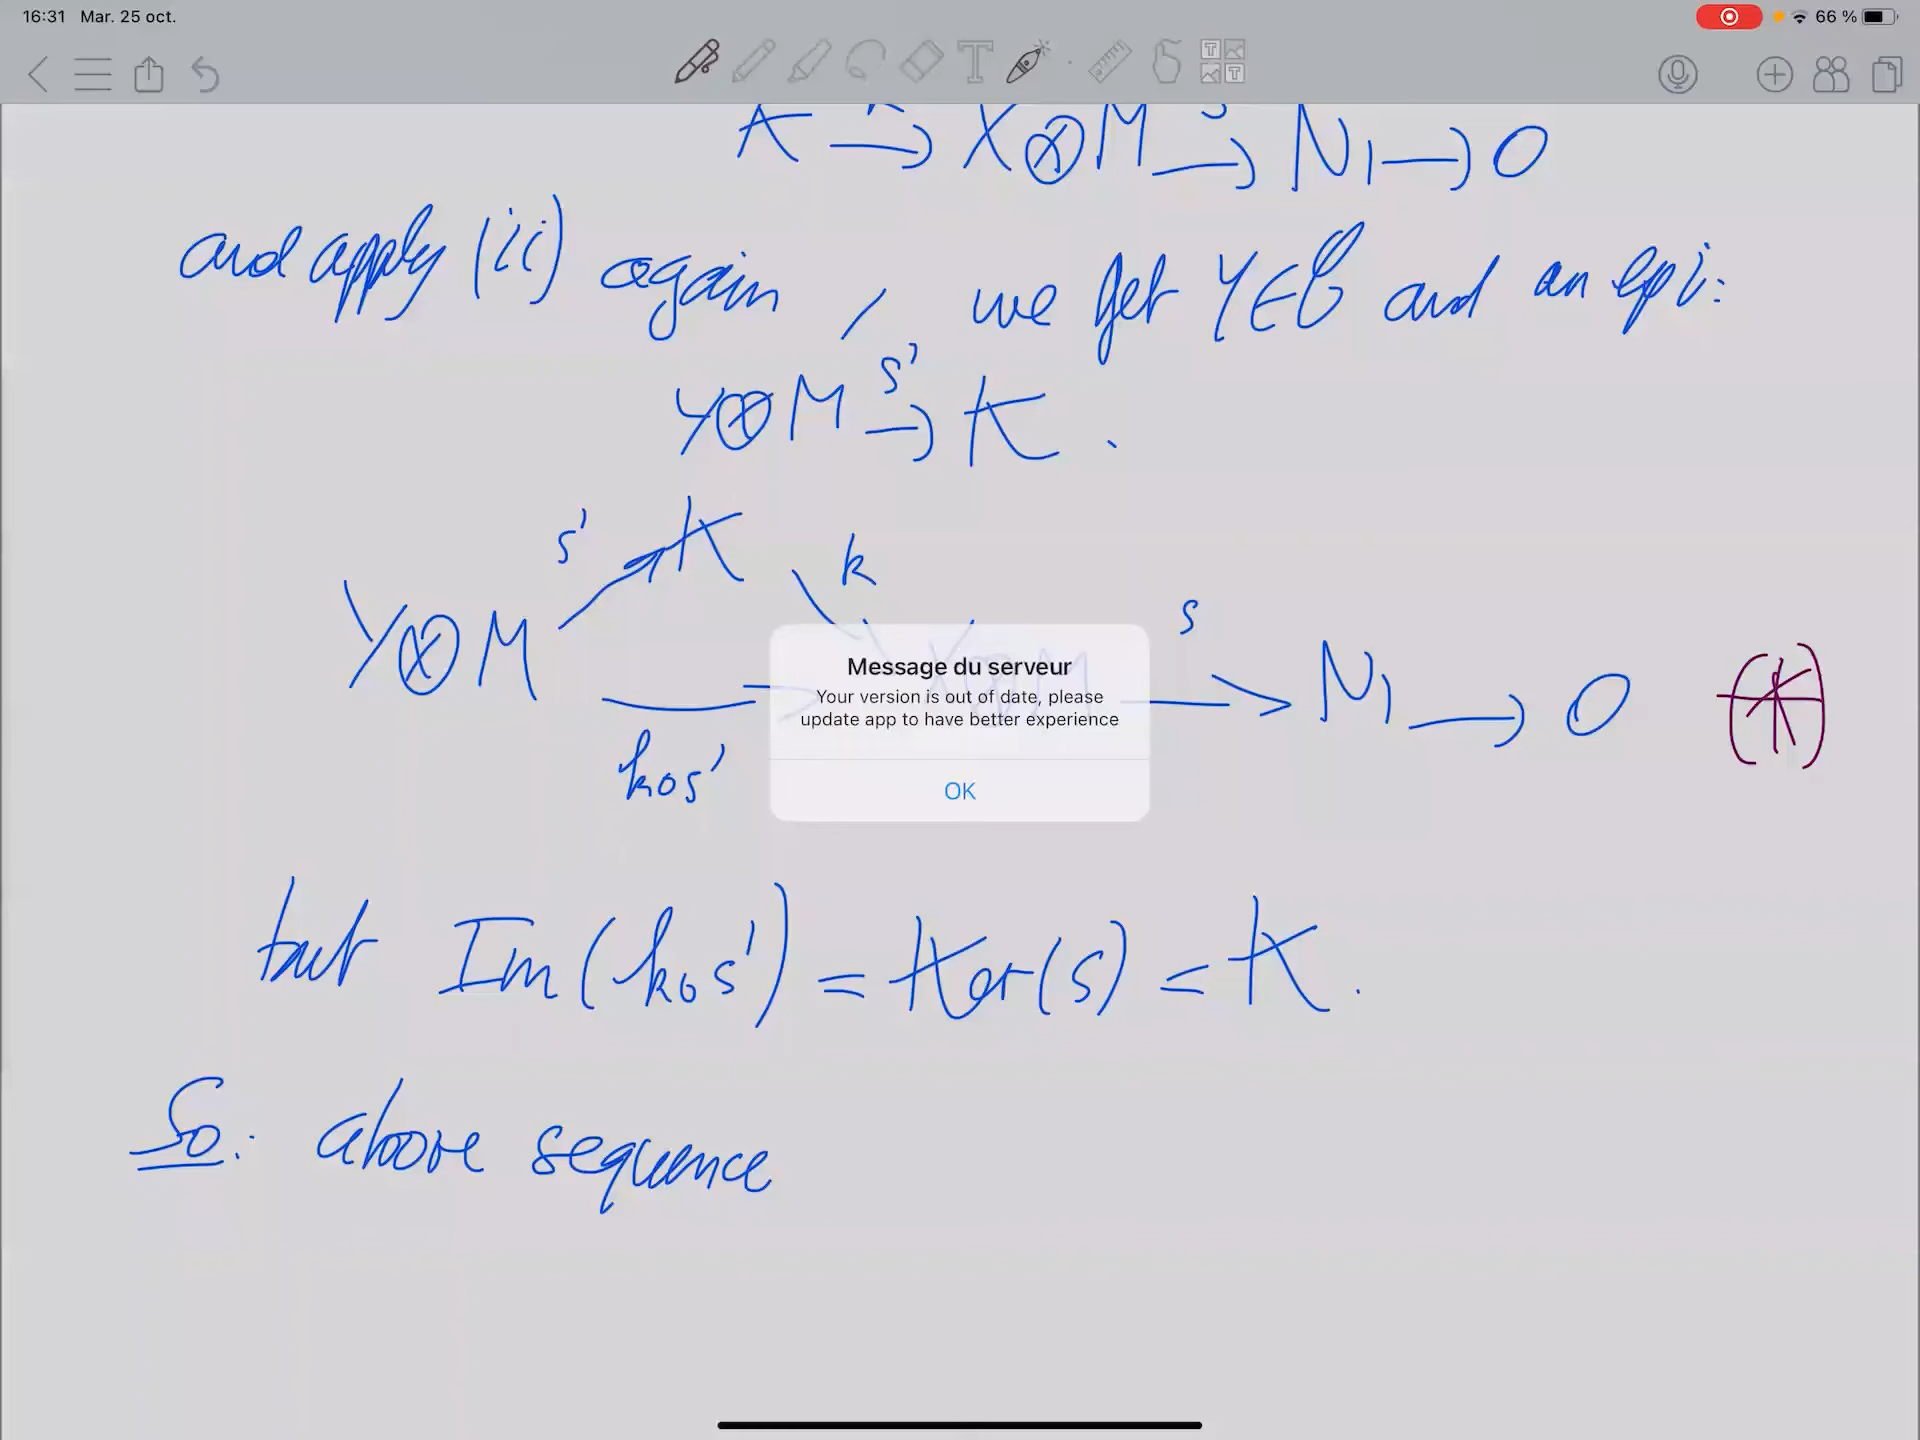 16:31 Mar. 25 oct. 66 %
K → X⊗M → N₁ → 0
and apply (ii) again, we get Y∈C and an epi:
Y⊗M →s' K.
s' K k
Y⊗M X⊗M s N₁ → 0 (*)
k∘s'
Message du serveur
Your version is out of date, please
update app to have better experience
OK
but Im(k∘s') = Ker(s) = K.
So: above sequence